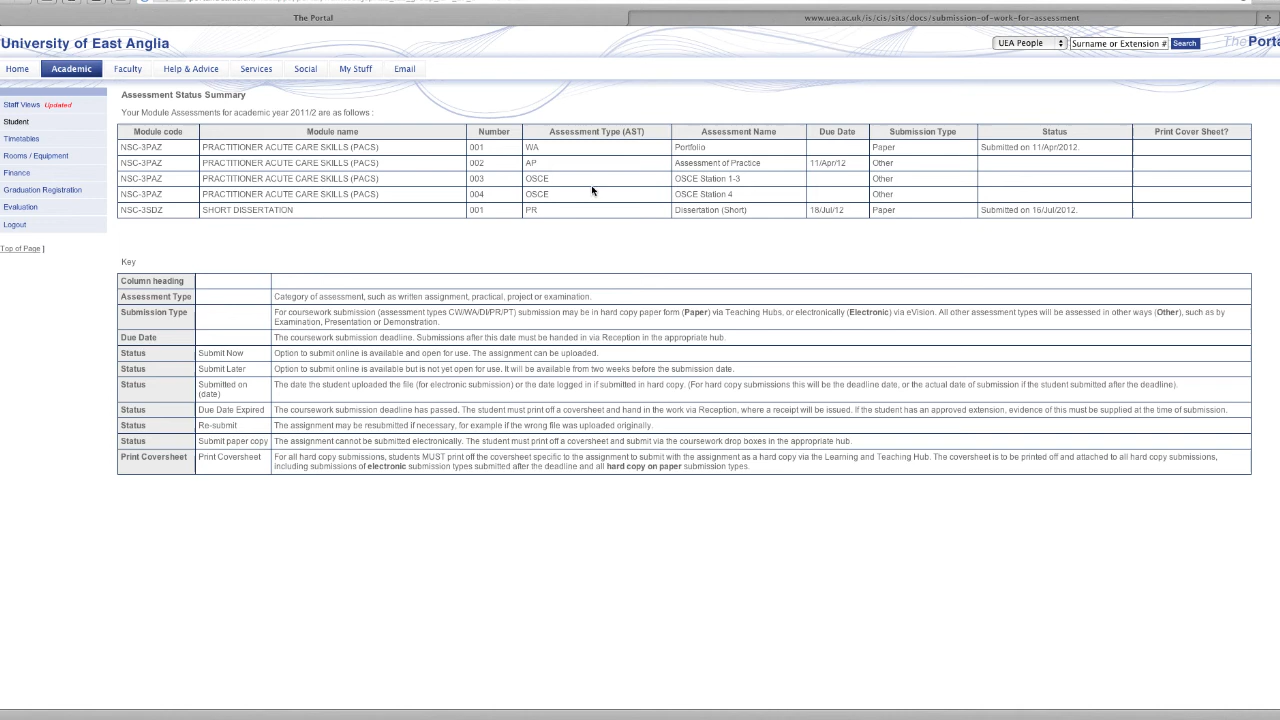 The Portal
www.uea.ac.uk/is/cis/sits/docs/submission-of-work-for-assessment
University of East Anglia
UEA People Surname or Extension # Search
Home Academic Faculty Help & Advice Services Social My Stuff Email
Staff Views Updated
Student
Timetables
Rooms / Equipment
Finance
Graduation Registration
Evaluation
Logout
Top of Page ]
Assessment Status Summary
Your Module Assessments for academic year 2011/2 are as follows :
Module code Module name Number Assessment Type (AST) Assessment Name Due Date Submission Type Status Print Cover Sheet?
NSC-3PAZ PRACTITIONER ACUTE CARE SKILLS (PACS) 001 WA Portfolio Paper Submitted on 11/Apr/2012.
NSC-3PAZ PRACTITIONER ACUTE CARE SKILLS (PACS) 002 AP Assessment of Practice 11/Apr/12 Other
NSC-3PAZ PRACTITIONER ACUTE CARE SKILLS (PACS) 003 OSCE OSCE Station 1-3 Other
NSC-3PAZ PRACTITIONER ACUTE CARE SKILLS (PACS) 004 OSCE OSCE Station 4 Other
NSC-3SDZ SHORT DISSERTATION 001 PR Dissertation (Short) 18/Jul/12 Paper Submitted on 16/Jul/2012.
Key
Column heading
Assessment Type Category of assessment, such as written assignment, practical, project or examination.
Submission Type For coursework submission (assessment types CW/WA/DI/PR/PT) submission may be in hard copy paper form (Paper) via Teaching Hubs, or electronically (Electronic) via eVision. All other assessment types will be assessed in other ways (Other), such as by
Examination, Presentation or Demonstration.
Due Date The coursework submission deadline. Submissions after this date must be handed in via Reception in the appropriate hub.
Status Submit Now Option to submit online is available and open for use. The assignment can be uploaded.
Status Submit Later Option to submit online is available but is not yet open for use. It will be available from two weeks before the submission date.
Status Submitted on The date the student uploaded the file (for electronic submission) or the date logged in if submitted in hard copy. (For hard copy submissions this will be the deadline date, or the actual date of submission if the student submitted after the deadline).
(date)
Status Due Date Expired The coursework submission deadline has passed. The student must print off a coversheet and hand in the work via Reception, where a receipt will be issued. If the student has an approved extension, evidence of this must be supplied at the time of submission.
Status Re-submit The assignment may be resubmitted if necessary, for example if the wrong file was uploaded originally.
Status Submit paper copy The assignment cannot be submitted electronically. The student must print off a coversheet and submit via the coursework drop boxes in the appropriate hub.
Print Coversheet Print Coversheet For all hard copy submissions, students MUST print off the coversheet specific to the assignment to submit with the assignment as a hard copy via the Learning and Teaching Hub. The coversheet is to be printed off and attached to all hard copy submissions,
including submissions of electronic submission types submitted after the deadline and all hard copy on paper submission types.